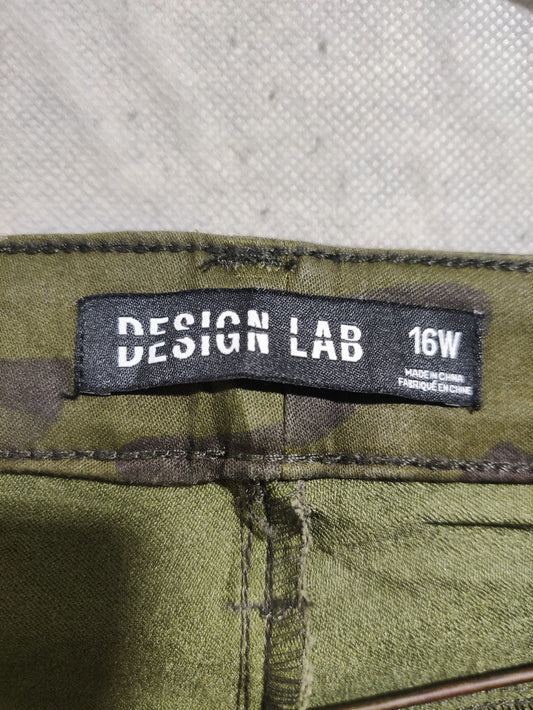 DESIGN LAB 16W
MADE IN CHINA
FABRIQUÉ EN CHINE